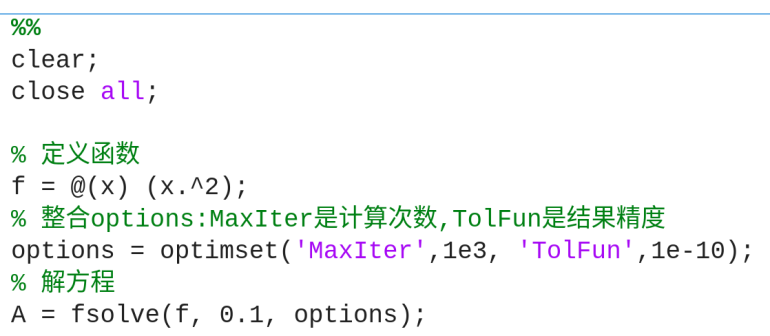 %%
clear;
close all;
% 定义函数
f = @(x) (x.^2);
% 整合options:MaxIter是计算次数,TolFun是结果精度
options = optimset('MaxIter',1e3, 'TolFun',1e-10);
% 解方程
A = fsolve(f, 0.1, options);